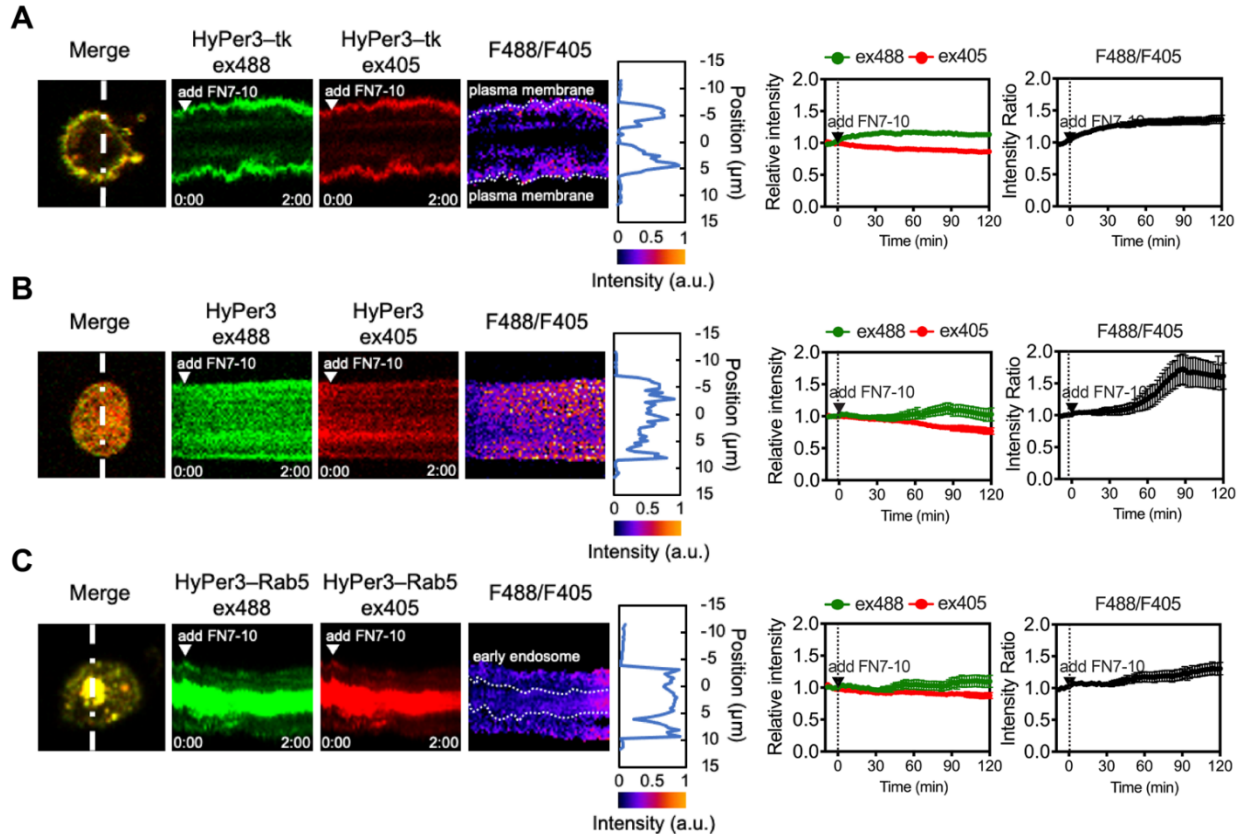 A
Merge
HyPer3–tk
ex488
HyPer3–tk
ex405
F488/F405
add FN7-10
0:00
2:00
add FN7-10
0:00
2:00
plasma membrane
plasma membrane
-15
-10
-5
0
5
10
15
Position (µm)
0 0.5 1
Intensity (a.u.)
ex488 ex405
2.0
1.5
1.0
0.5
0.0
Relative intensity
add FN7-10
0 30 60 90 120
Time (min)
F488/F405
2.0
1.5
1.0
0.5
0.0
Intensity Ratio
add FN7-10
0 30 60 90 120
Time (min)
B
Merge
HyPer3
ex488
HyPer3
ex405
F488/F405
add FN7-10
0:00
2:00
add FN7-10
0:00
2:00
-15
-10
-5
0
5
10
15
Position (µm)
0 0.5 1
Intensity (a.u.)
ex488 ex405
2.0
1.5
1.0
0.5
0.0
Relative intensity
add FN7-10
0 30 60 90 120
Time (min)
F488/F405
2.0
1.5
1.0
0.5
0.0
Intensity Ratio
add FN7-10
0 30 60 90 120
Time (min)
C
Merge
HyPer3–Rab5
ex488
HyPer3–Rab5
ex405
F488/F405
add FN7-10
0:00
2:00
add FN7-10
0:00
2:00
early endosome
-15
-10
-5
0
5
10
15
Position (µm)
0 0.5 1
Intensity (a.u.)
ex488 ex405
2.0
1.5
1.0
0.5
0.0
Relative intensity
add FN7-10
0 30 60 90 120
Time (min)
F488/F405
2.0
1.5
1.0
0.5
0.0
Intensity Ratio
add FN7-10
0 30 60 90 120
Time (min)